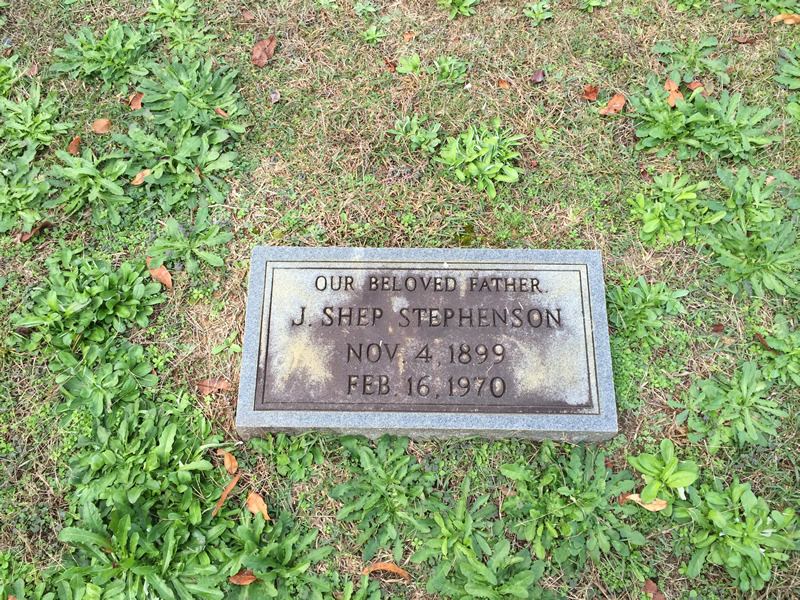 OUR BELOVED FATHER.
J. SHEP STEPHENSON
NOV. 4, 1899
FEB. 16, 1970